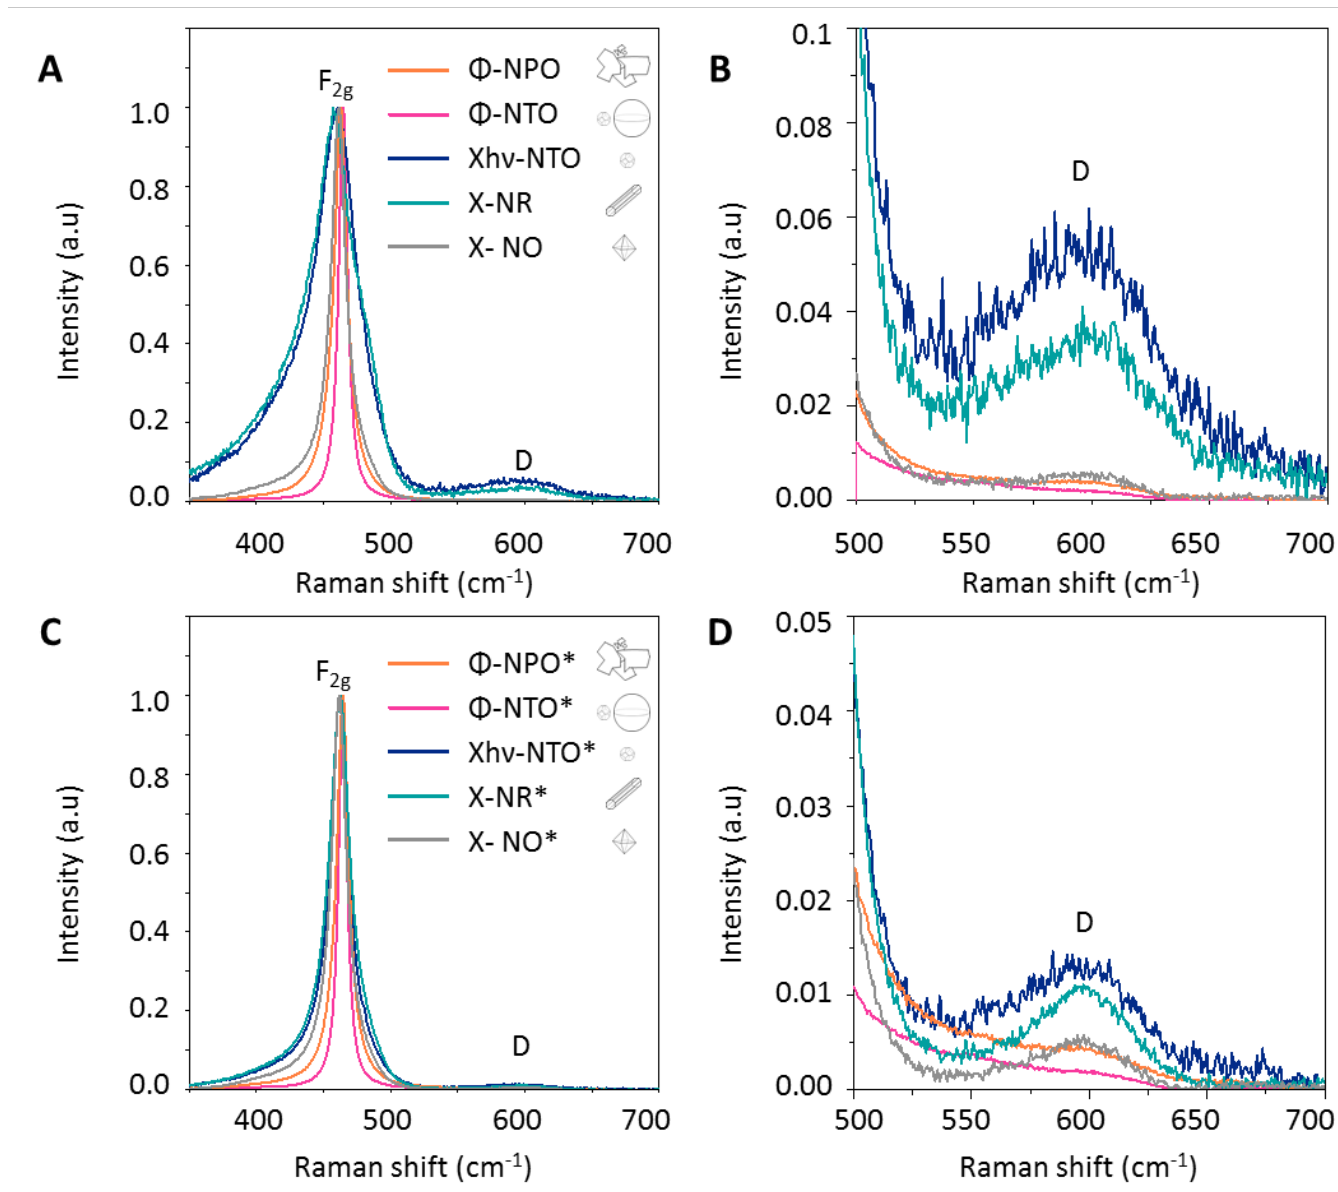 A
F2g
Φ-NPO
Φ-NTO
Xhν-NTO
X-NR
X- NO
1.0
0.8
0.6
0.4
0.2
0.0
Intensity (a.u)
D
400 500 600 700
Raman shift (cm-1)
B
0.1
0.08
0.06
0.04
0.02
0.00
Intensity (a.u)
D
500 550 600 650 700
Raman shift (cm-1)
C
F2g
Φ-NPO*
Φ-NTO*
Xhν-NTO*
X-NR*
X- NO*
1.0
0.8
0.6
0.4
0.2
0.0
Intensity (a.u)
D
400 500 600 700
Raman shift (cm-1)
D
0.05
0.04
0.03
0.02
0.01
0.00
Intensity (a.u)
D
500 550 600 650 700
Raman shift (cm-1)